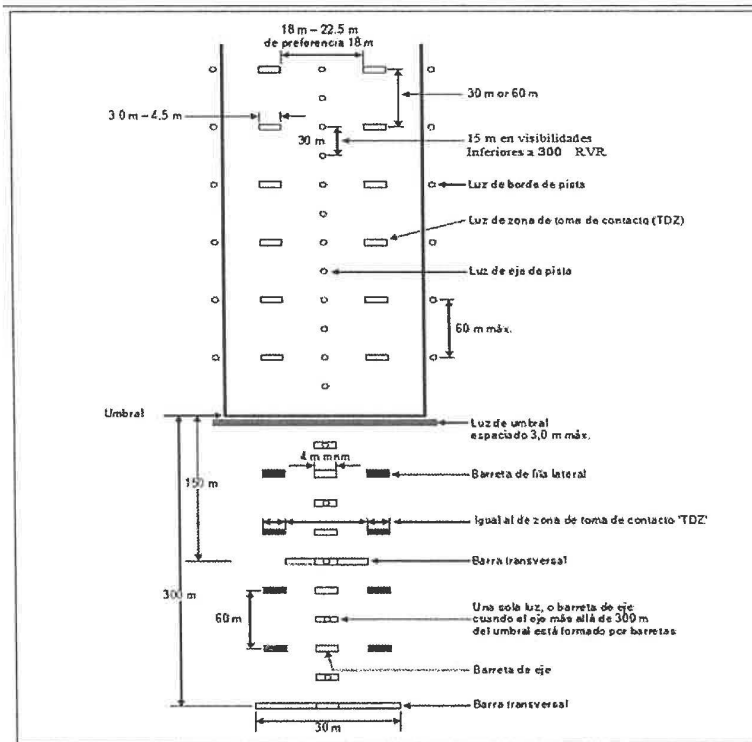 18 m – 22.5 m
de preferencia 18 m
30 m or 60 m
3.0 m – 4.5 m
30 m
15 m en visibilidades
Inferiores a 300 RVR
Luz de borde de pista
Luz de zona de toma de contacto (TDZ)
Luz de eje de pista
60 m máx.
Umbral
Luz de umbral
espaciado 3,0 m máx.
4 m mnm
Barreta de fila lateral
150 m
Igual al de zona de toma de contacto 'TDZ'
Barra transversal
300 m
Una sola luz, o barreta de eje
cuando el eje más allá de 300 m
del umbral está formado por barretas
60 m
Barreta de eje
Barra transversal
30 m